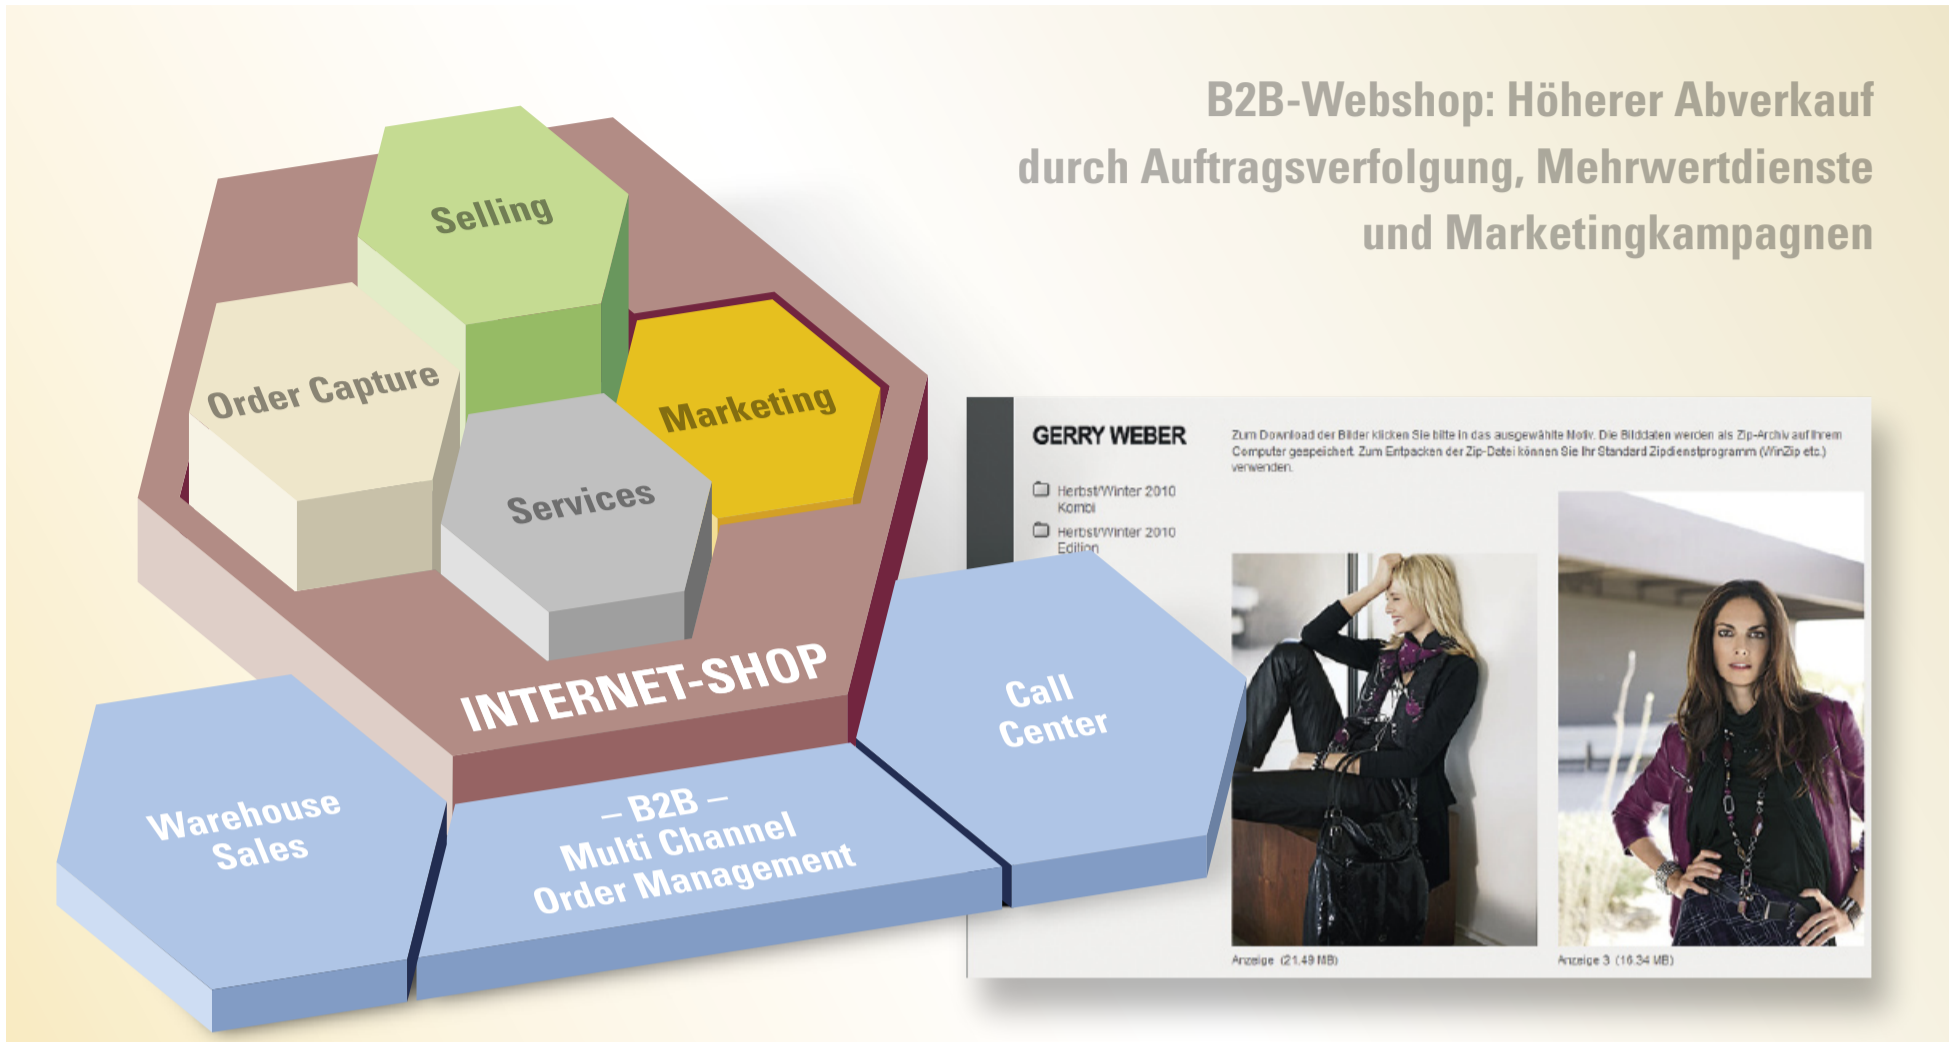 B2B-Webshop: Höherer Abverkauf
durch Auftragsverfolgung, Mehrwertdienste
und Marketingkampagnen
Selling
Order Capture
Marketing
Services
INTERNET-SHOP
Warehouse
Sales
– B2B –
Multi Channel
Order Management
Call
Center
GERRY WEBER
Herbst/Winter 2010
Kombi
Herbst/Winter 2010
Edition
Zum Download der Bilder klicken Sie bitte in das ausgewählte Motiv. Die Bilddaten werden als Zip-Archiv auf Ihrem
Computer gespeichert. Zum Entpacken der Zip-Datei können Sie Ihr Standard Zipdienstprogramm (WinZip etc.)
verwenden.
Anzeige (21.49 MB)
Anzeige 3 (16.34 MB)